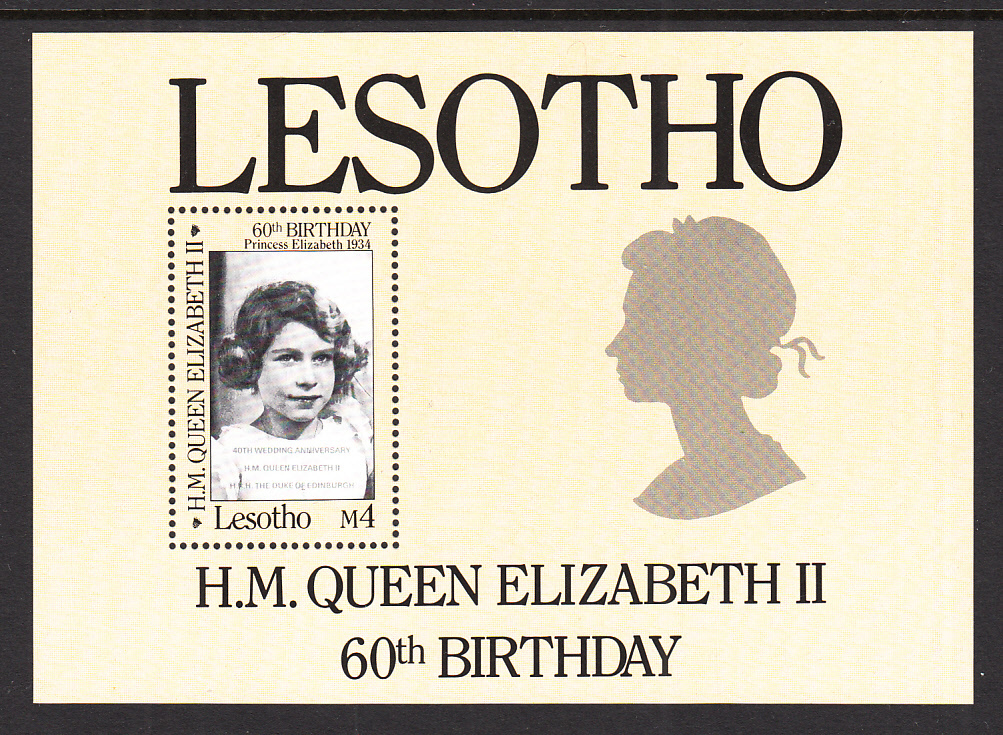 LESOTHO
60th BIRTHDAY
Princess Elizabeth 1934
H.M. QUEEN ELIZABETH II
40TH WEDDING ANNIVERSARY
H.M. QUEEN ELIZABETH II
H.R.H. THE DUKE OF EDINBURGH
Lesotho M4
H.M. QUEEN ELIZABETH II
60th BIRTHDAY